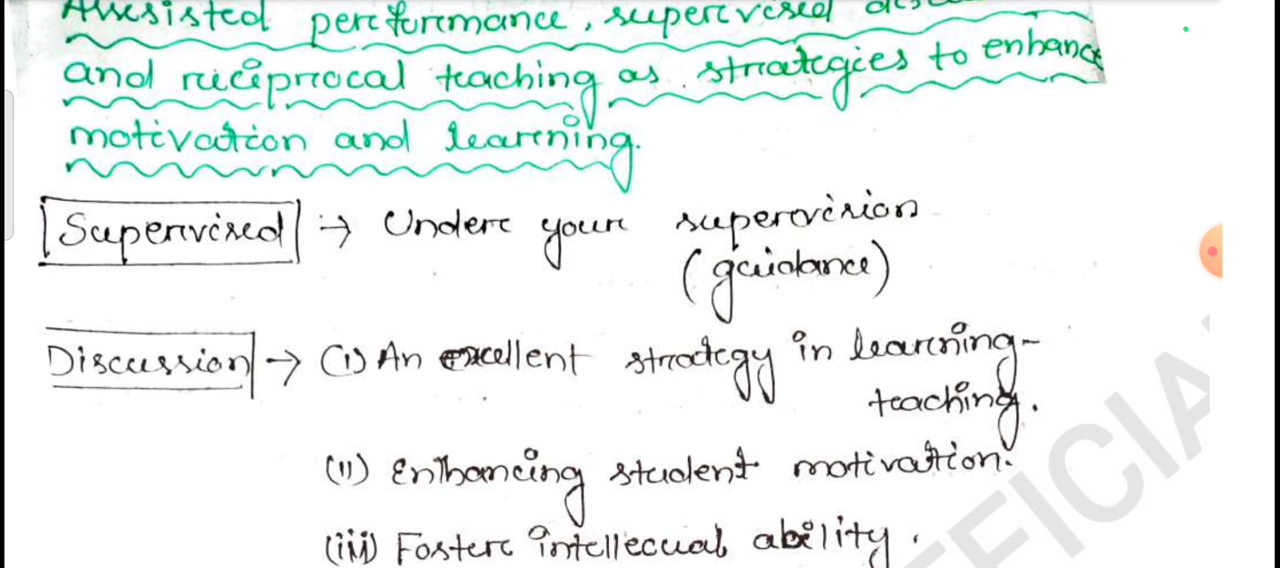 Assisted performance, supervised
and reciprocal teaching as strategies to enhance
motivation and learning.
Supervised → Under your supervision
(guidance)
Discussion → (i) An excellent strategy in learning-
teaching.
(ii) Enhancing student motivation.
(iii) Foster intellecual ability.